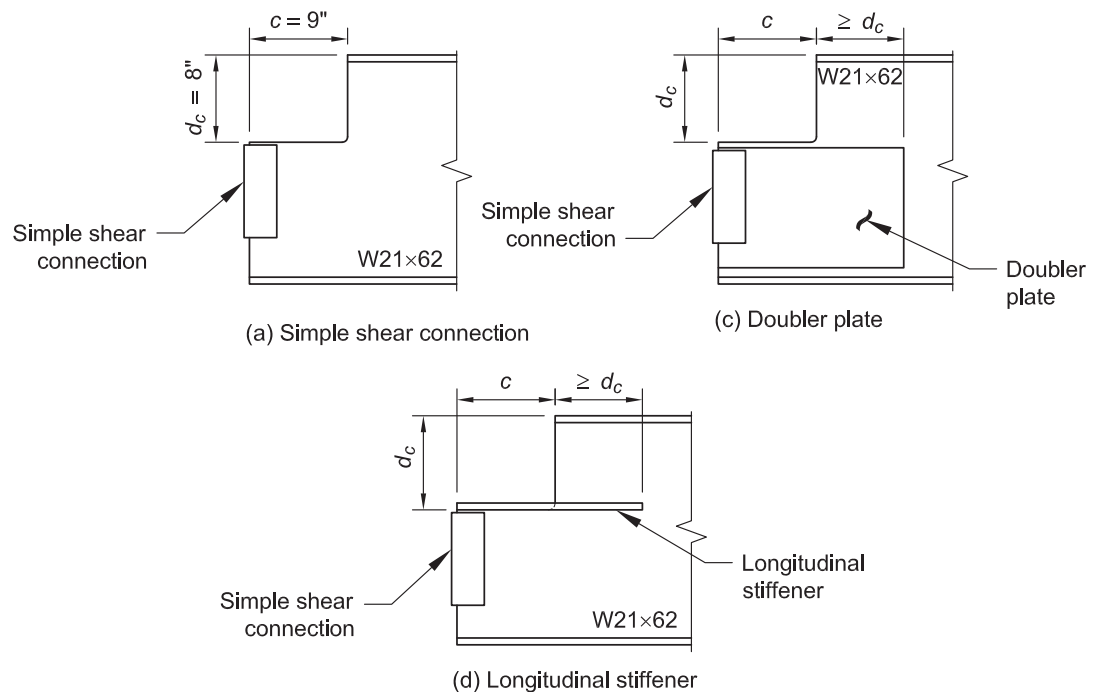 c = 9"
d_c = 8"
Simple shear
connection
W21×62
(a) Simple shear connection
c
≥ d_c
d_c
W21×62
Simple shear
connection
Doubler
plate
(c) Doubler plate
c
≥ d_c
d_c
Longitudinal
stiffener
Simple shear
connection
W21×62
(d) Longitudinal stiffener